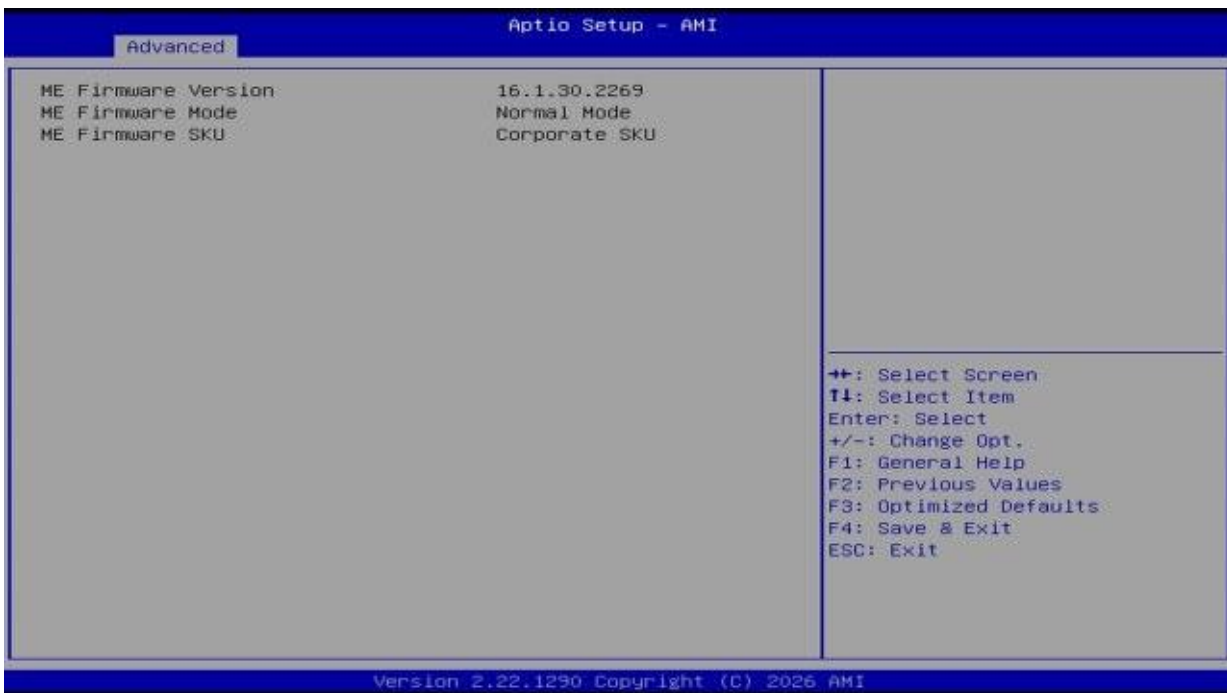 Aptio Setup - AMI
Advanced
ME Firmware Version 16.1.30.2269
ME Firmware Mode Normal Mode
ME Firmware SKU Corporate SKU
→←: Select Screen
↑↓: Select Item
Enter: Select
+/-: Change Opt.
F1: General Help
F2: Previous Values
F3: Optimized Defaults
F4: Save & Exit
ESC: Exit
Version 2.22.1290 Copyright (C) 2026 AMI